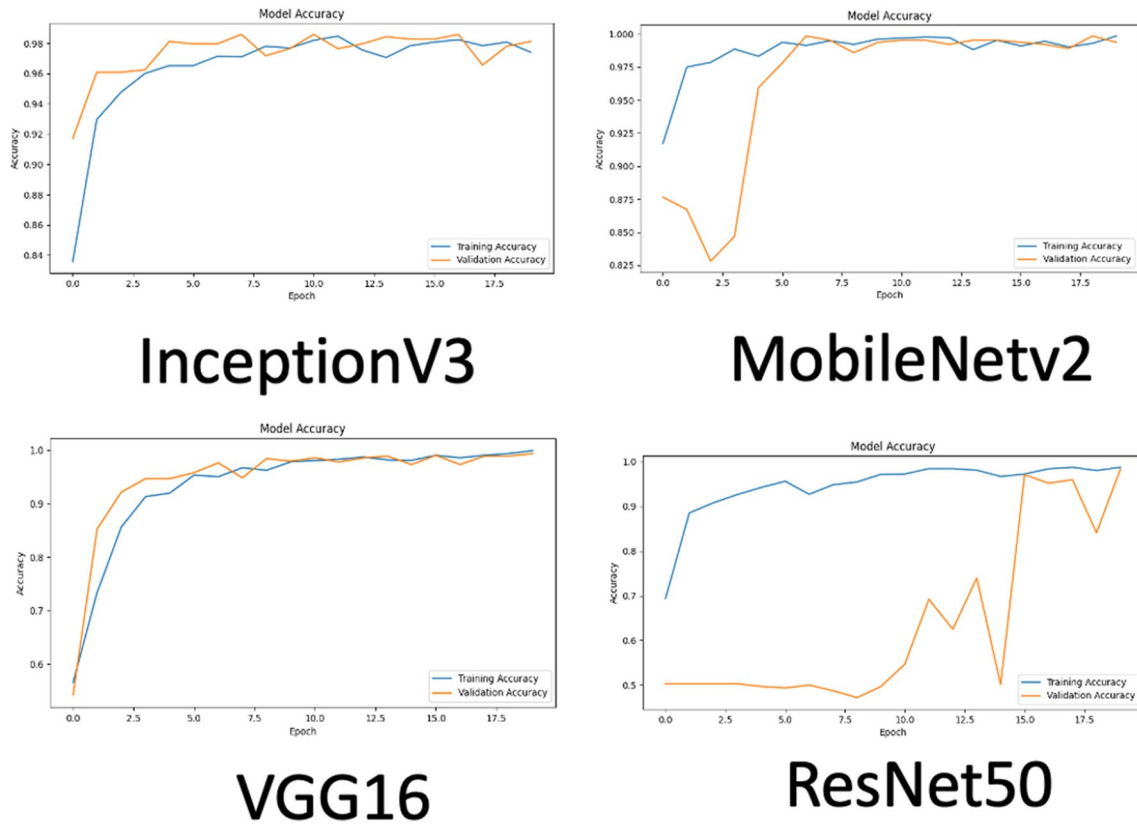 Model Accuracy
0.98
0.96
0.94
0.92
0.90
0.88
0.86
0.84
Accuracy
Training Accuracy
Validation Accuracy
0.0 2.5 5.0 7.5 10.0 12.5 15.0 17.5
Epoch
InceptionV3
Model Accuracy
1.000
0.975
0.950
0.925
0.900
0.875
0.850
0.825
Accuracy
Training Accuracy
Validation Accuracy
0.0 2.5 5.0 7.5 10.0 12.5 15.0 17.5
Epoch
MobileNetv2
Model Accuracy
1.0
0.9
0.8
0.7
0.6
Accuracy
Training Accuracy
Validation Accuracy
0.0 2.5 5.0 7.5 10.0 12.5 15.0 17.5
Epoch
VGG16
Model Accuracy
1.0
0.9
0.8
0.7
0.6
0.5
Accuracy
Training Accuracy
Validation Accuracy
0.0 2.5 5.0 7.5 10.0 12.5 15.0 17.5
Epoch
ResNet50